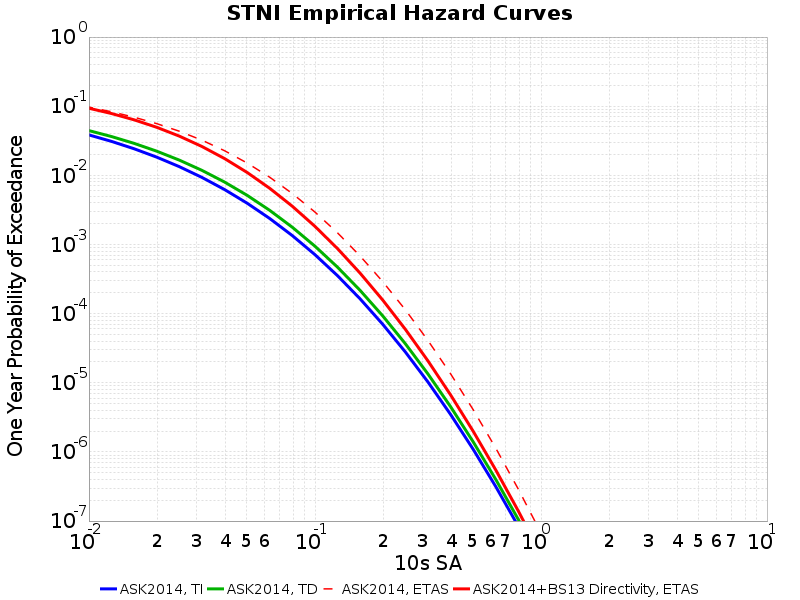 STNI Empirical Hazard Curves
One Year Probability of Exceedance
10^0
10^-1
10^-2
10^-3
10^-4
10^-5
10^-6
10^-7
10^-2 2 3 4 5 6 10^-1 2 3 4 5 6 7 10^0 2 3 4 5 6 7 10^1
10s SA
ASK2014, TI ASK2014, TD ASK2014, ETAS ASK2014+BS13 Directivity, ETAS